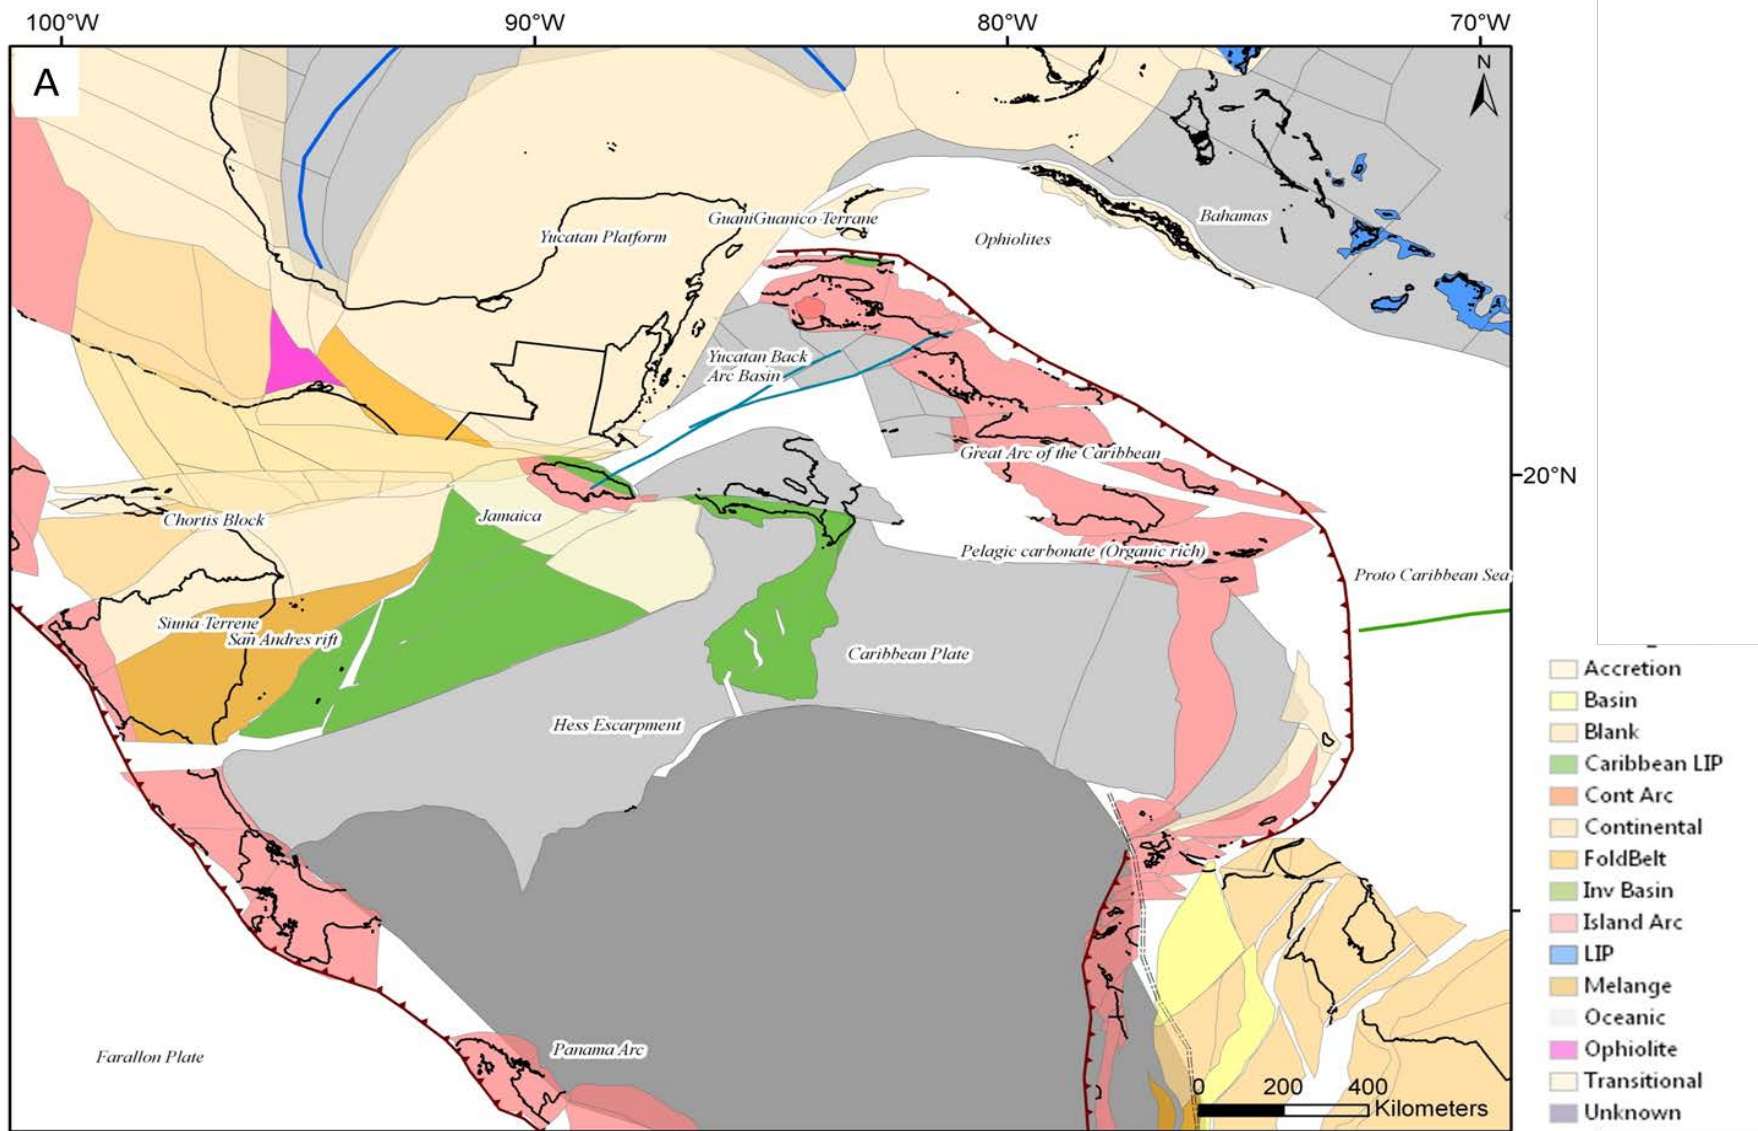 100°W 90°W 80°W 70°W
A
N
GuaniGuanico Terrane
Bahamas
Yucatan Platform
Ophiolites
Yucatan Back
Arc Basin
Great Arc of the Caribbean
20°N
Chortis Block
Jamaica
Pelagic carbonate (Organic rich)
Proto Caribbean Sea
Siuna Terrene
San Andres rift
Caribbean Plate
Hess Escarpment
Farallon Plate
Panama Arc
0 200 400
Kilometers
Accretion
Basin
Blank
Caribbean LIP
Cont Arc
Continental
FoldBelt
Inv Basin
Island Arc
LIP
Melange
Oceanic
Ophiolite
Transitional
Unknown